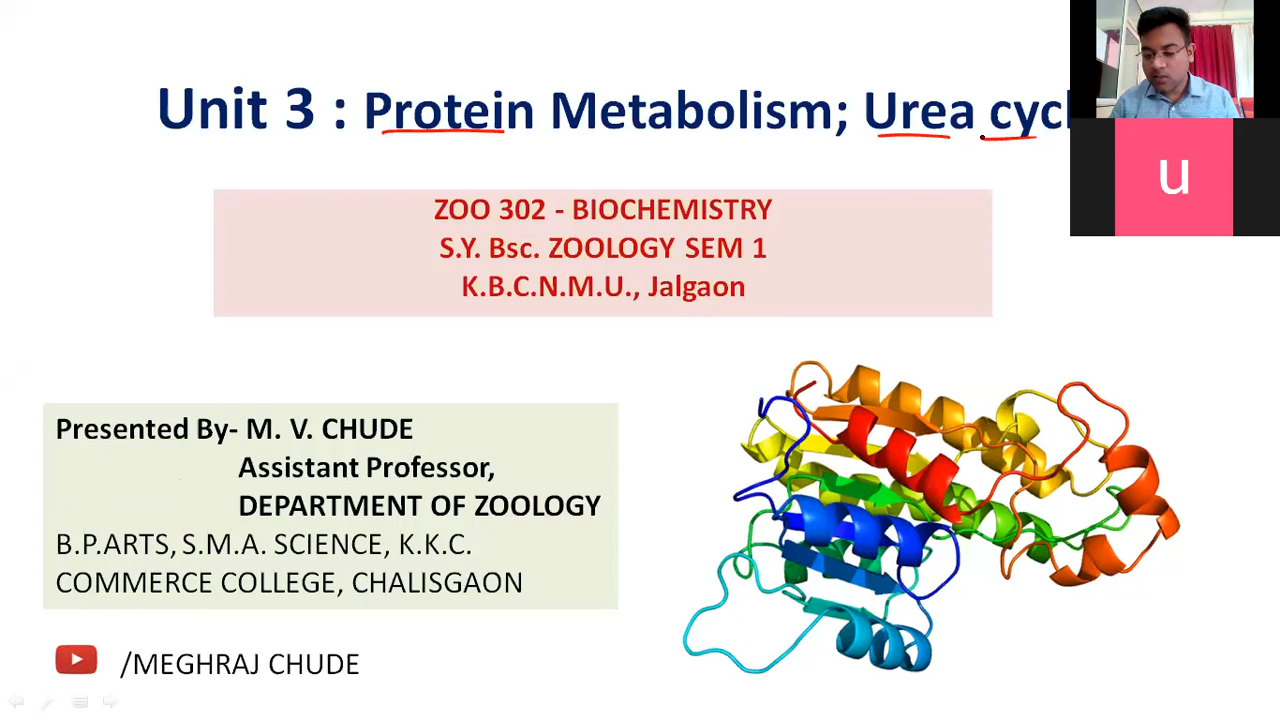 Unit 3 : Protein Metabolism; Urea cycl
u
ZOO 302 - BIOCHEMISTRY
S.Y. Bsc. ZOOLOGY SEM 1
K.B.C.N.M.U., Jalgaon
Presented By- M. V. CHUDE
Assistant Professor,
DEPARTMENT OF ZOOLOGY
B.P.ARTS, S.M.A. SCIENCE, K.K.C.
COMMERCE COLLEGE, CHALISGAON
/MEGHRAJ CHUDE